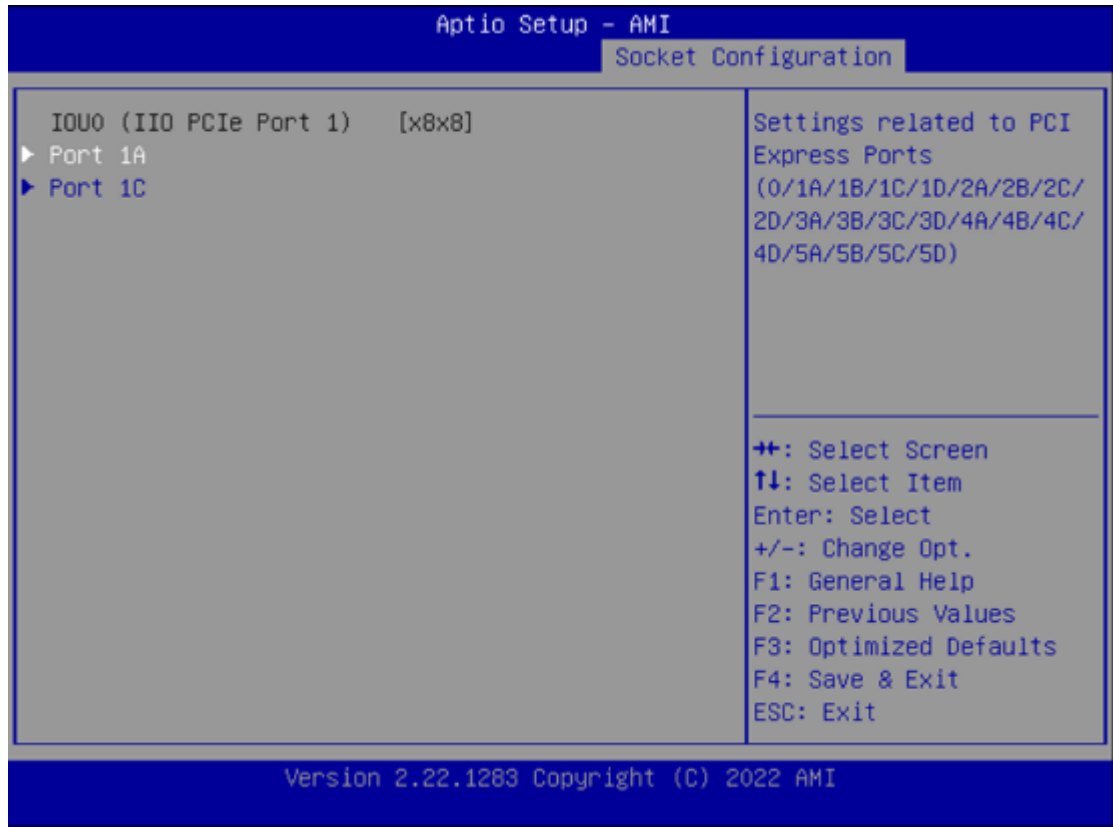 Aptio Setup – AMI
Socket Configuration
IOU0 (IIO PCIe Port 1) [x8x8]
▶ Port 1A
▶ Port 1C
Settings related to PCI
Express Ports
(0/1A/1B/1C/1D/2A/2B/2C/
2D/3A/3B/3C/3D/4A/4B/4C/
4D/5A/5B/5C/5D)
→←: Select Screen
↑↓: Select Item
Enter: Select
+/-: Change Opt.
F1: General Help
F2: Previous Values
F3: Optimized Defaults
F4: Save & Exit
ESC: Exit
Version 2.22.1283 Copyright (C) 2022 AMI